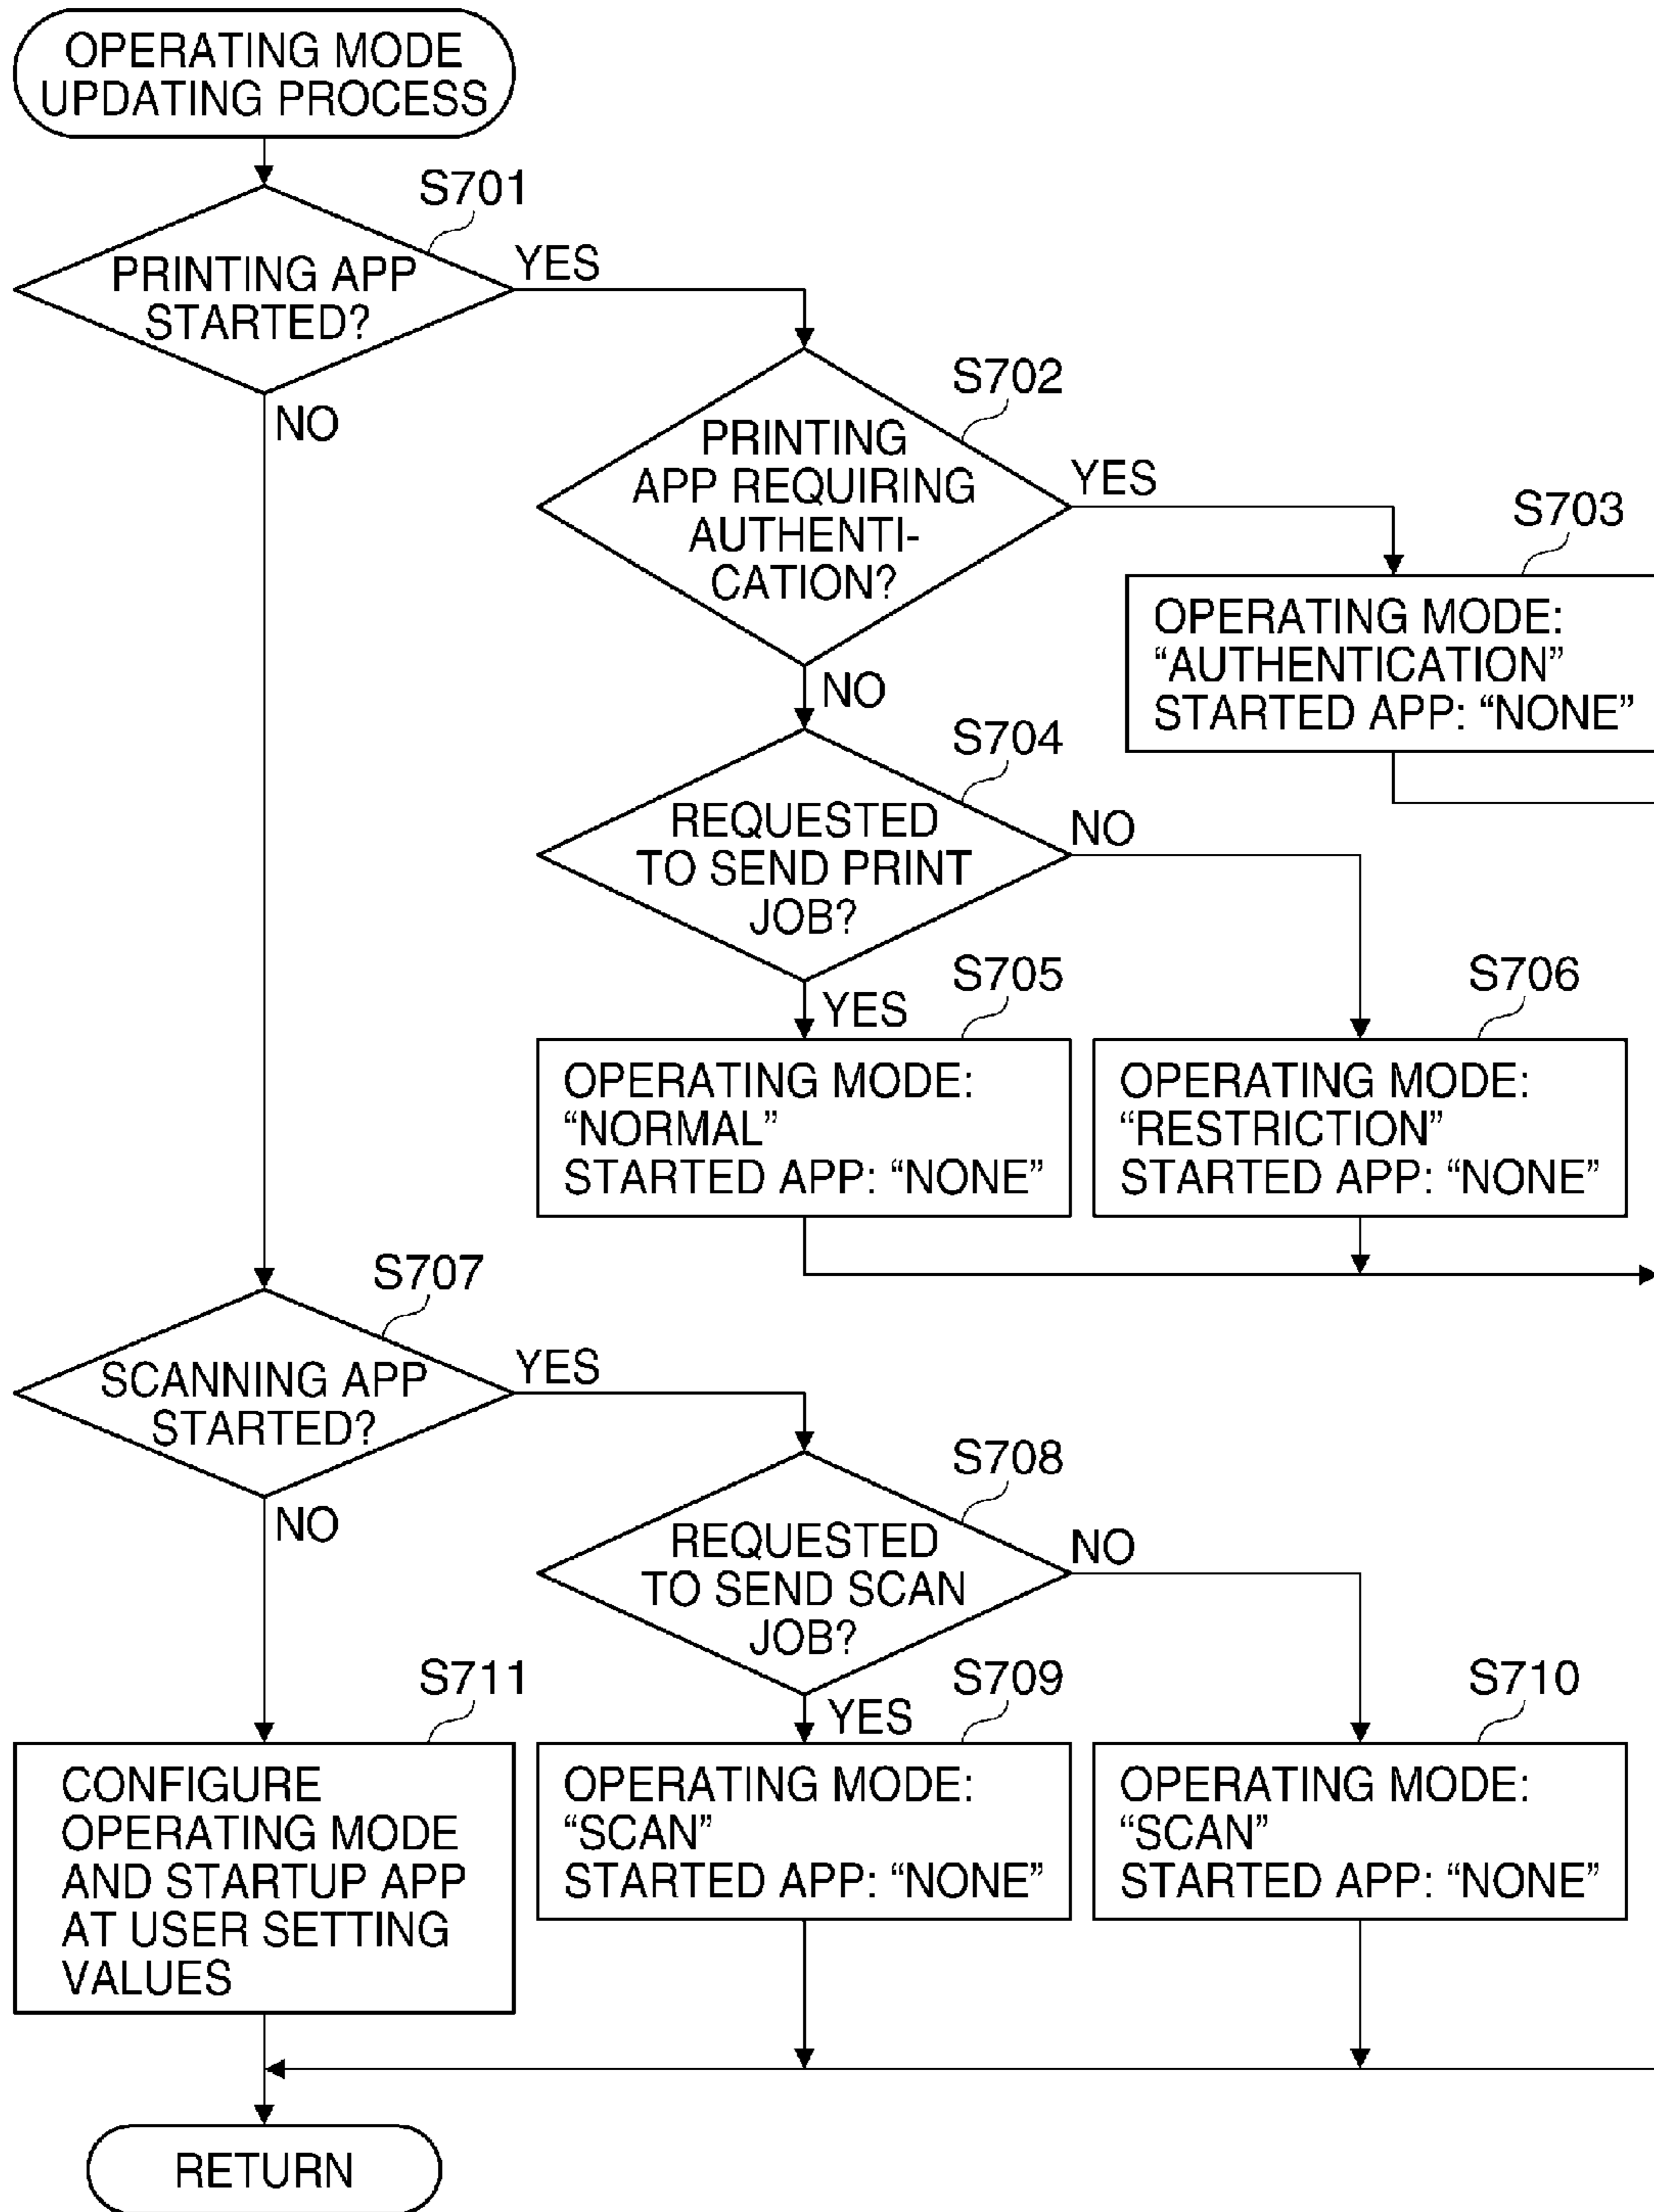 OPERATING MODE
UPDATING PROCESS
S701
PRINTING APP
STARTED?
YES
NO
S702
PRINTING
APP REQUIRING
AUTHENTI-
CATION?
YES
NO
S703
OPERATING MODE:
“AUTHENTICATION”
STARTED APP: “NONE”
S704
REQUESTED
TO SEND PRINT
JOB?
NO
YES
S705
OPERATING MODE:
“NORMAL”
STARTED APP: “NONE”
S706
OPERATING MODE:
“RESTRICTION”
STARTED APP: “NONE”
S707
SCANNING APP
STARTED?
YES
NO
S708
REQUESTED
TO SEND SCAN
JOB?
NO
YES
S709
OPERATING MODE:
“SCAN”
STARTED APP: “NONE”
S710
OPERATING MODE:
“SCAN”
STARTED APP: “NONE”
S711
CONFIGURE
OPERATING MODE
AND STARTUP APP
AT USER SETTING
VALUES
RETURN